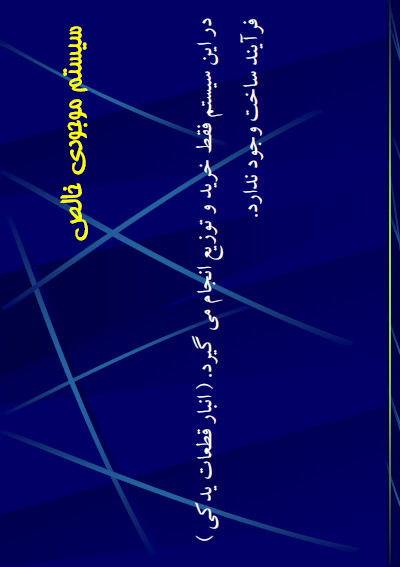 سیستم موجودی خالص
در این سیستم فقط خرید و توزیع انجام می گیرد. ( انبار قطعات یدکی )
فرآیند ساخت وجود ندارد.